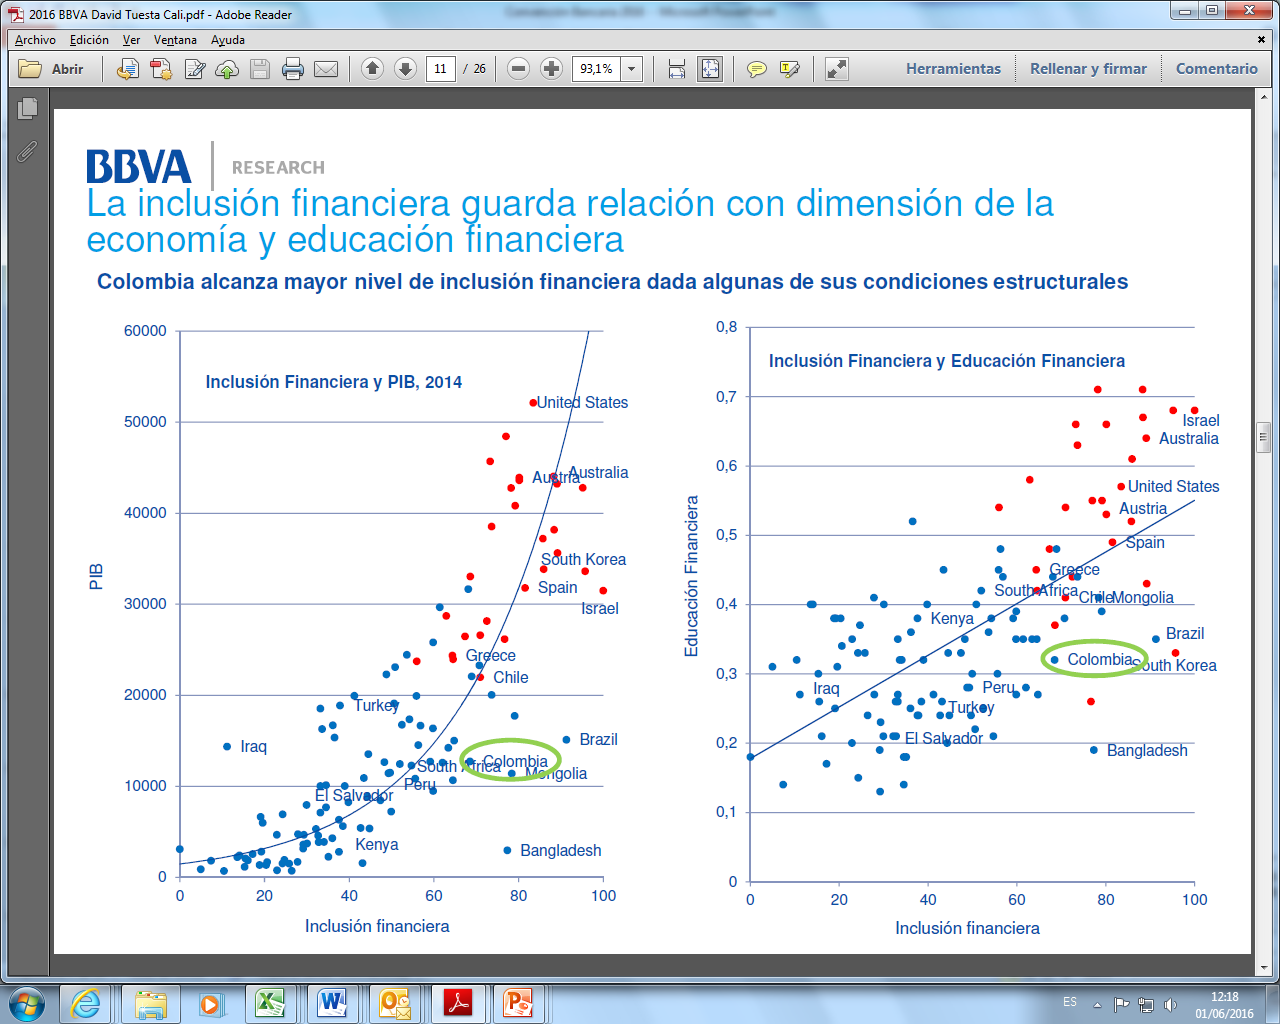 2016 BBVA David Tuesta Cali.pdf - Adobe Reader
Archivo Edición Ver Ventana Ayuda
Abrir 11 / 26 93,1% Herramientas Rellenar y firmar Comentario
BBVA RESEARCH
La inclusión financiera guarda relación con dimensión de la
economía y educación financiera
Colombia alcanza mayor nivel de inclusión financiera dada algunas de sus condiciones estructurales
Inclusión Financiera y PIB, 2014
PIB
60000
50000
40000
30000
20000
10000
0
United States
Australia
Austria
South Korea
Spain
Israel
Greece
Chile
Turkey
Iraq
Brazil
Colombia
South Africa
Mongolia
Peru
El Salvador
Kenya
Bangladesh
0 20 40 60 80 100
Inclusión financiera
Inclusión Financiera y Educación Financiera
Educación Financiera
0,8
0,7
0,6
0,5
0,4
0,3
0,2
0,1
0
Israel
Australia
United States
Austria
Spain
Greece
South Africa
Chile
Mongolia
Kenya
Brazil
Colombia
South Korea
Iraq
Peru
Turkey
El Salvador
Bangladesh
0 20 40 60 80 100
Inclusión financiera
ES 12:18
01/06/2016